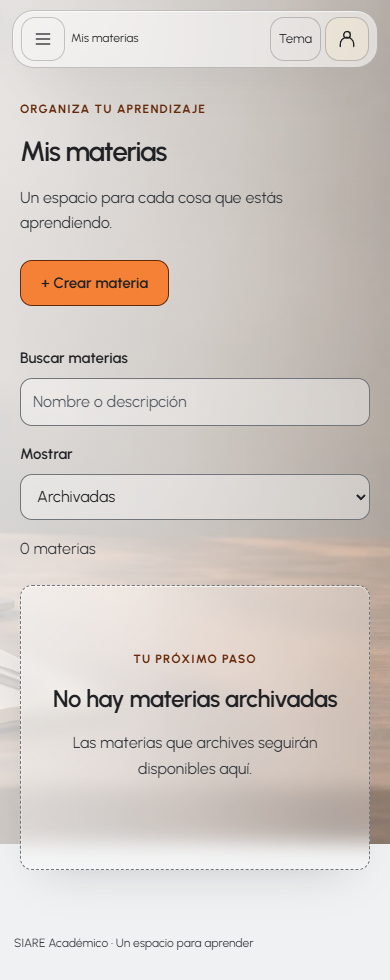 Mis materias
Tema
ORGANIZA TU APRENDIZAJE
Mis materias
Un espacio para cada cosa que estás
aprendiendo.
+ Crear materia
Buscar materias
Nombre o descripción
Mostrar
Archivadas
0 materias
TU PRÓXIMO PASO
No hay materias archivadas
Las materias que archives seguirán
disponibles aquí.
SIARE Académico · Un espacio para aprender